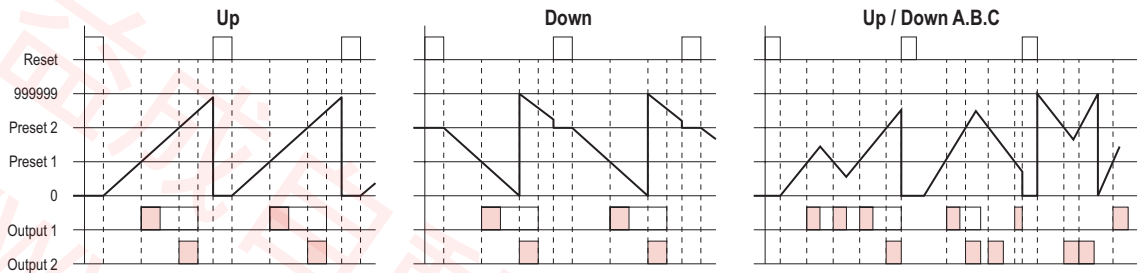 Up
Down
Up / Down A.B.C
Reset
999999
Preset 2
Preset 1
0
Output 1
Output 2